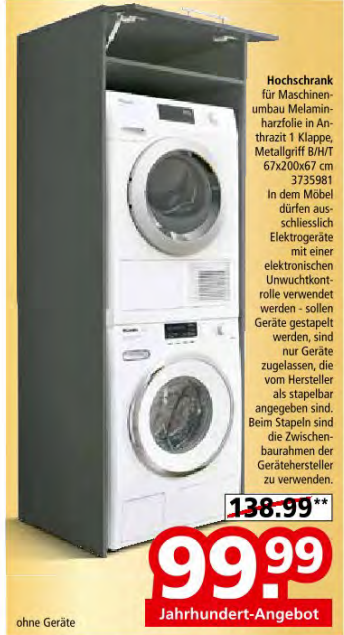 Hochschrank
für Maschinen-
umbau Melamin-
harzfolie in An-
thrazit 1 Klappe,
Metallgriff B/H/T
67x200x67 cm
3735981
In dem Möbel
dürfen aus-
schliesslich
Elektrogeräte
mit einer
elektronischen
Unwuchtkont-
rolle verwendet
werden - sollen
Geräte gestapelt
werden, sind
nur Geräte
zugelassen, die
vom Hersteller
als stapelbar
angegeben sind.
Beim Stapeln sind
die Zwischen-
baurahmen der
Gerätehersteller
zu verwenden.
138.99**
99.99
Jahrhundert-Angebot
ohne Geräte